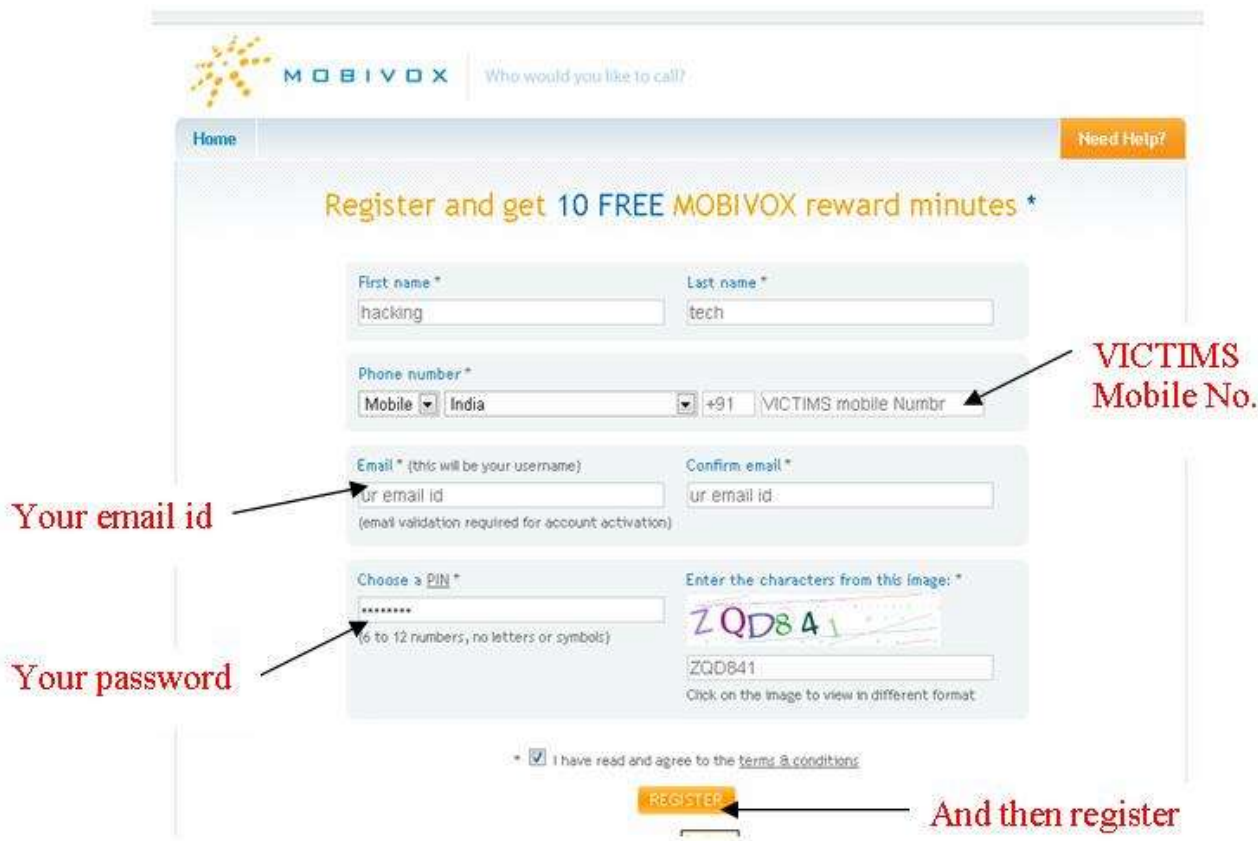 MOBIVOX Who would you like to call?
Home Need Help?
Register and get 10 FREE MOBIVOX reward minutes *
First name * Last name *
hacking tech
Phone number *
Mobile India +91 VICTIMS mobile Numbr
VICTIMS
Mobile No.
Email * (this will be your username) Confirm email *
ur email id ur email id
(email validation required for account activation)
Your email id
Choose a PIN * Enter the characters from this image: *
•••••••• ZQD841
(6 to 12 numbers, no letters or symbols)
ZQD841
Your password
Click on the image to view in different format
* I have read and agree to the terms & conditions
REGISTER
And then register